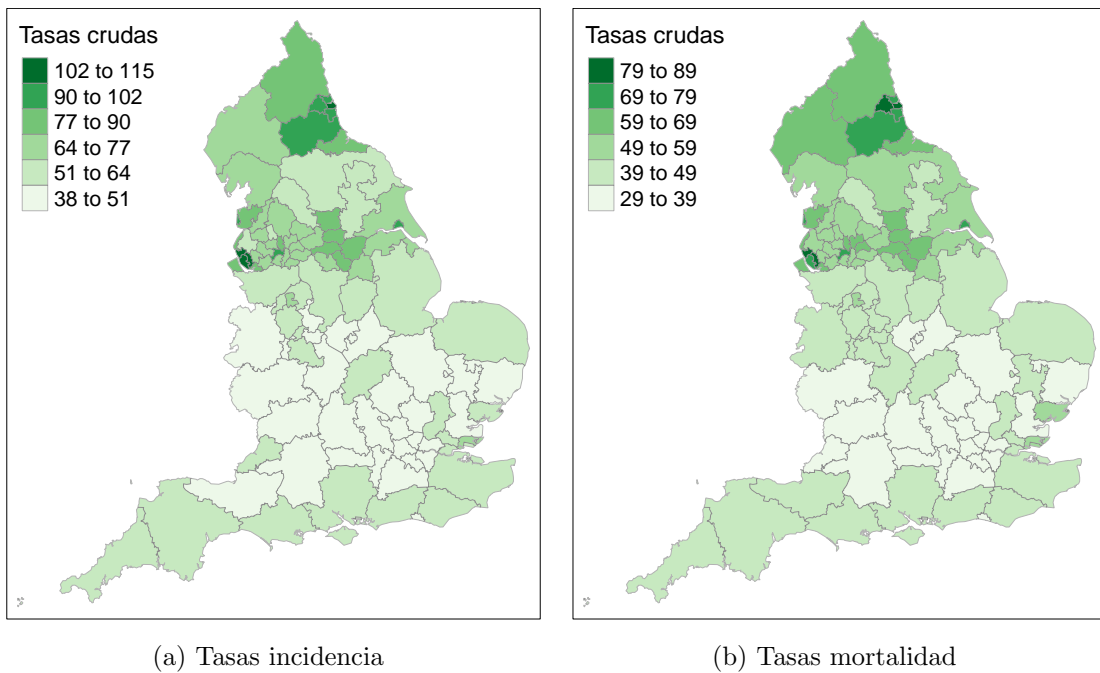 Tasas crudas
102 to 115
90 to 102
77 to 90
64 to 77
51 to 64
38 to 51
Tasas crudas
79 to 89
69 to 79
59 to 69
49 to 59
39 to 49
29 to 39
(a) Tasas incidencia
(b) Tasas mortalidad